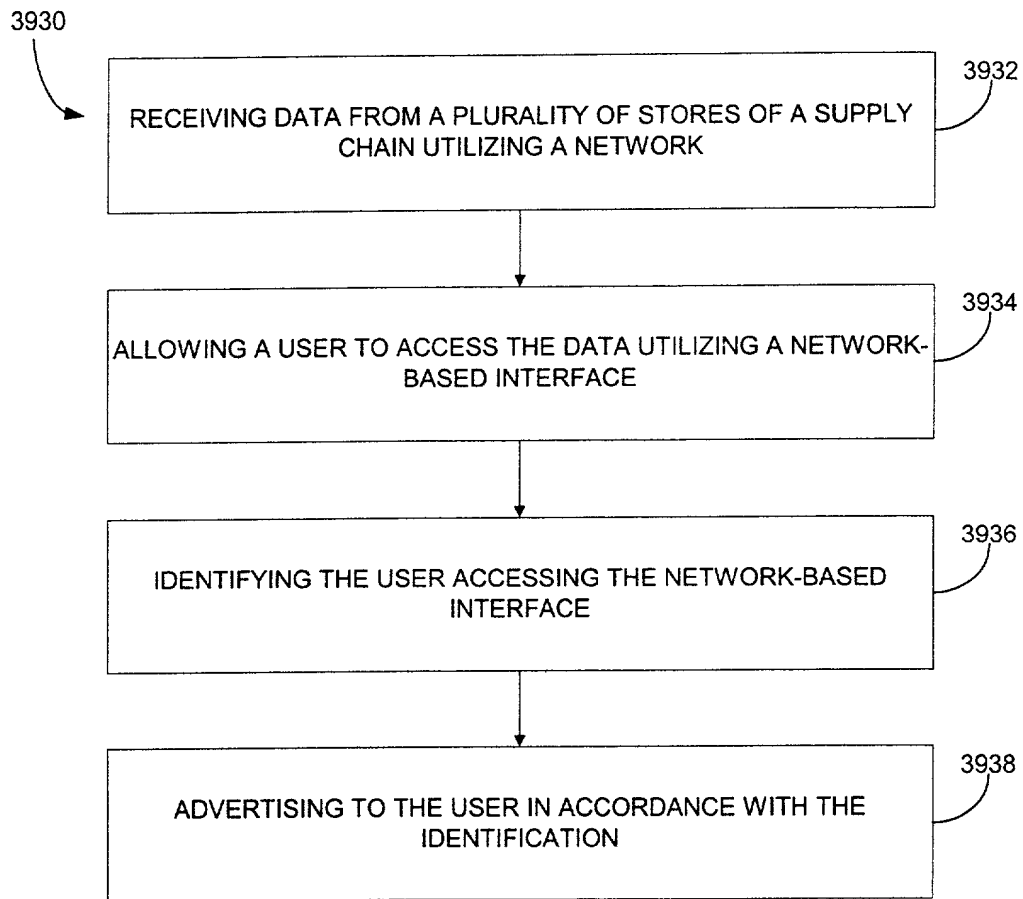 3930
3932
RECEIVING DATA FROM A PLURALITY OF STORES OF A SUPPLY
CHAIN UTILIZING A NETWORK
3934
ALLOWING A USER TO ACCESS THE DATA UTILIZING A NETWORK-
BASED INTERFACE
3936
IDENTIFYING THE USER ACCESSING THE NETWORK-BASED
INTERFACE
3938
ADVERTISING TO THE USER IN ACCORDANCE WITH THE
IDENTIFICATION